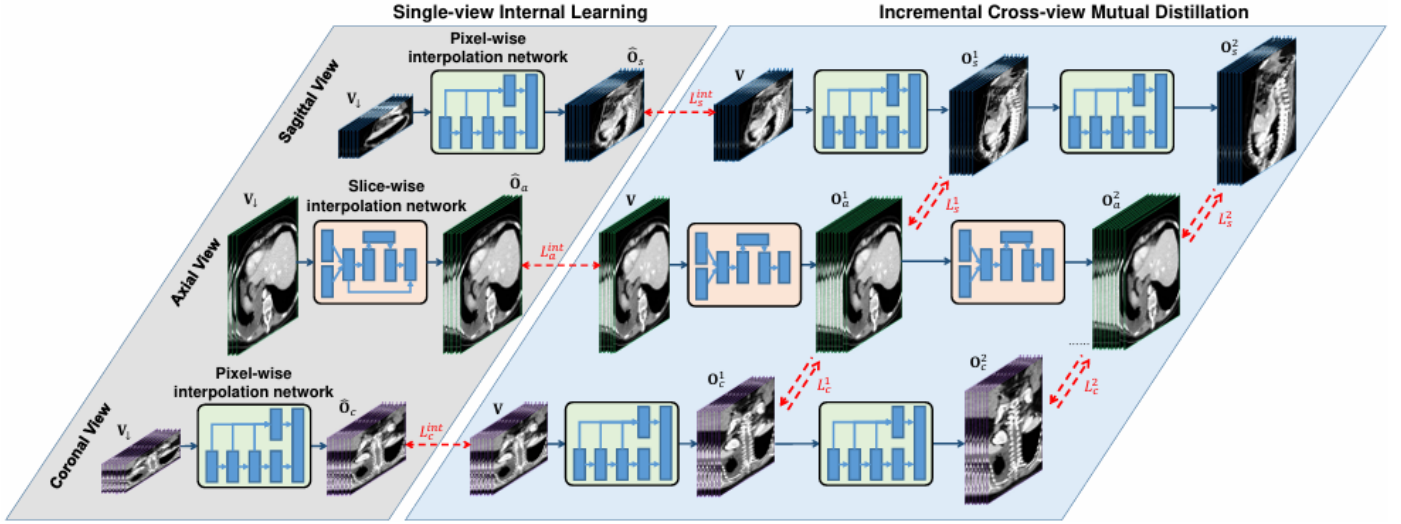 Single-view Internal Learning
Incremental Cross-view Mutual Distillation
Sagittal View
Pixel-wise
interpolation network
V↓
Ô_s
L_s^int
V
O_s^1
O_s^2
Axial View
Slice-wise
interpolation network
V↓
Ô_a
L_a^int
V
O_a^1
L_s^1
O_a^2
L_s^2
Coronal View
Pixel-wise
interpolation network
V↓
Ô_c
L_c^int
V
O_c^1
L_c^1
O_c^2
L_c^2
......